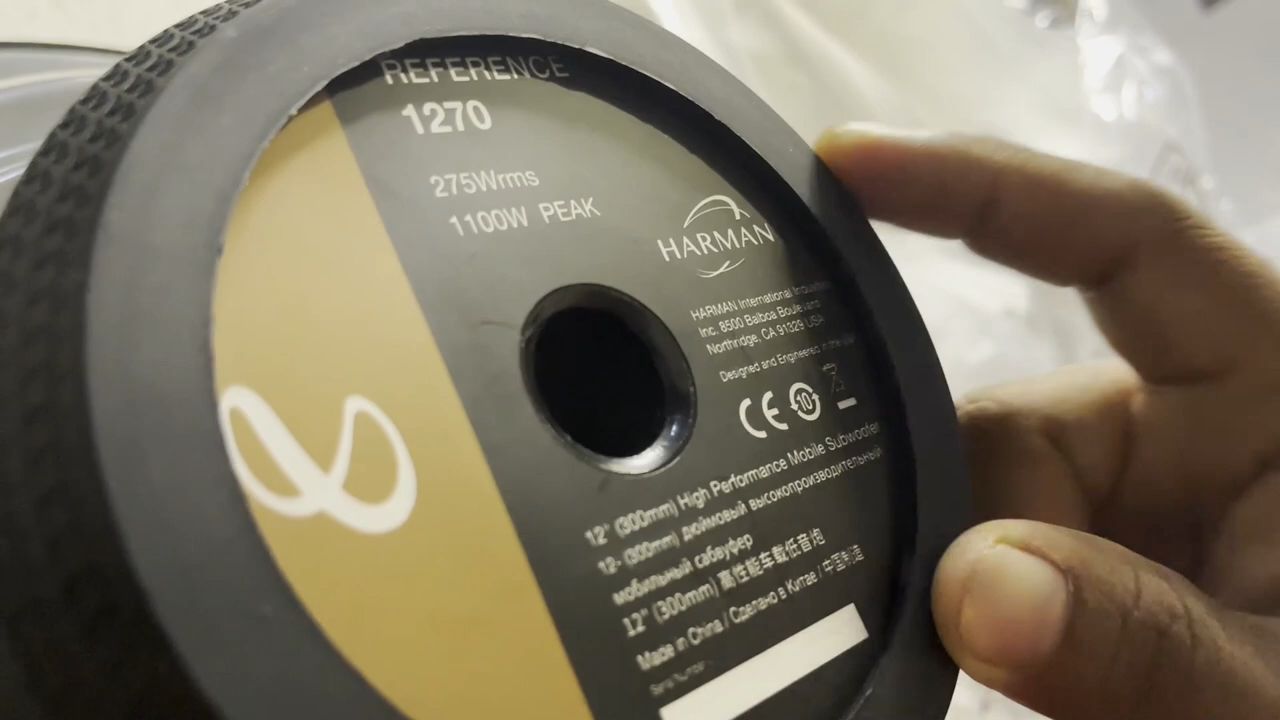 REFERENCE
1270
275Wrms
1100W PEAK
HARMAN
HARMAN International Industries
Inc. 8500 Balboa Boulevard
Northridge, CA 91329 USA
Designed and Engineered in the USA
CE 10
12" (300mm) High Performance Mobile Subwoofer
12- (300mm) дюймовый высокопроизводительный
мобильный сабвуфер
12" (300mm) 高性能车载低音炮
Made in China / Сделано в Китае / 中国制造